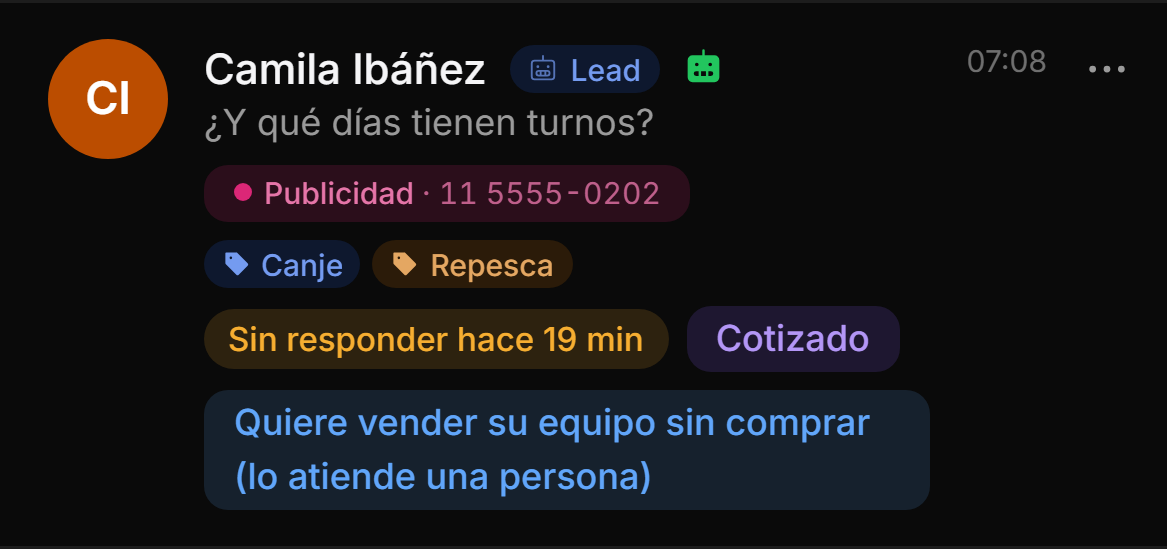 CI
Camila Ibáñez Lead 07:08 ...
¿Y qué días tienen turnos?
Publicidad · 11 5555-0202
Canje Repesca
Sin responder hace 19 min Cotizado
Quiere vender su equipo sin comprar
(lo atiende una persona)